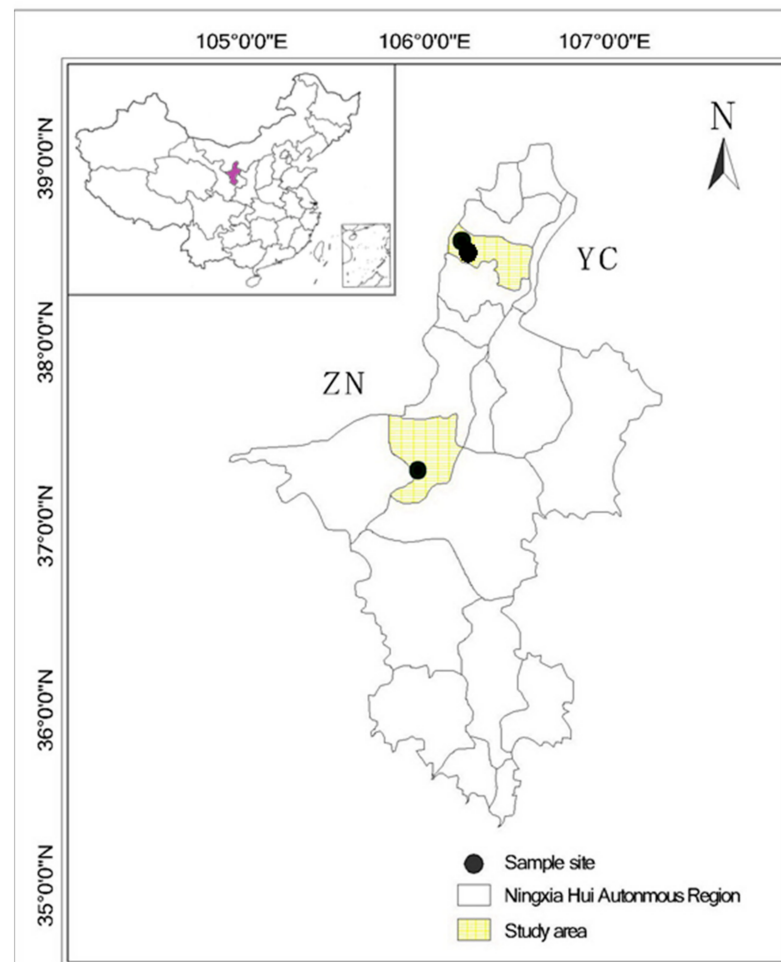 105°0'0"E 106°0'0"E 107°0'0"E
39°0'0"N
38°0'0"N
37°0'0"N
36°0'0"N
35°0'0"N
N
YC
ZN
Sample site
Ningxia Hui Autonmous Region
Study area